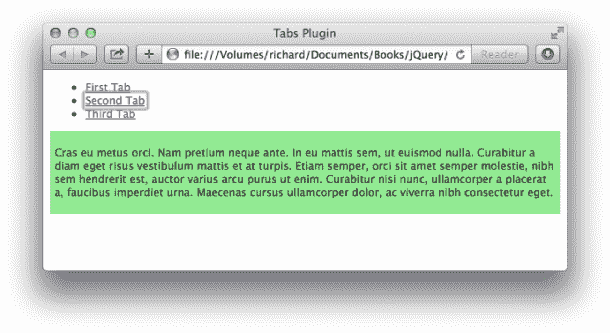 Tabs Plugin
file:///Volumes/richard/Documents/Books/jQuery/
Reader
First Tab
Second Tab
Third Tab
Cras eu metus orci. Nam pretium neque ante. In eu mattis sem, ut euismod nulla. Curabitur a
diam eget risus vestibulum mattis et at turpis. Etiam semper, orci sit amet semper molestie, nibh
sem hendrerit est, auctor varius arcu purus ut enim. Curabitur nisi nunc, ullamcorper a placerat
a, faucibus imperdiet urna. Maecenas cursus ullamcorper dolor, ac viverra nibh consectetur eget.